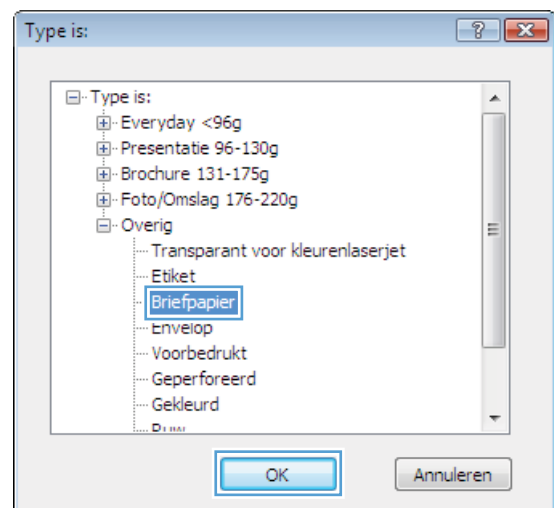 Type is:
Type is:
Everyday <96g
Presentatie 96-130g
Brochure 131-175g
Foto/Omslag 176-220g
Overig
Transparant voor kleurenlaserjet
Etiket
Briefpapier
Envelop
Voorbedrukt
Geperforeerd
Gekleurd
Ruw
OK Annuleren